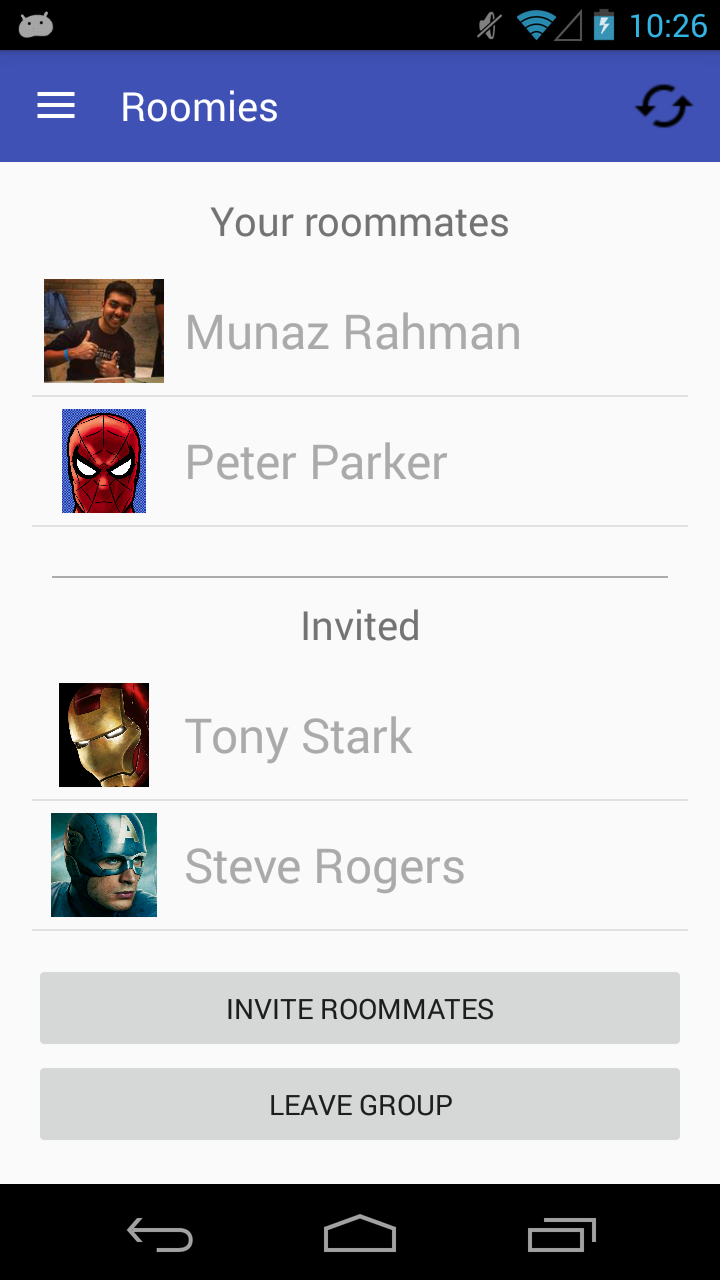 10:26
Roomies
Your roommates
Munaz Rahman
Peter Parker
Invited
Tony Stark
Steve Rogers
INVITE ROOMMATES
LEAVE GROUP